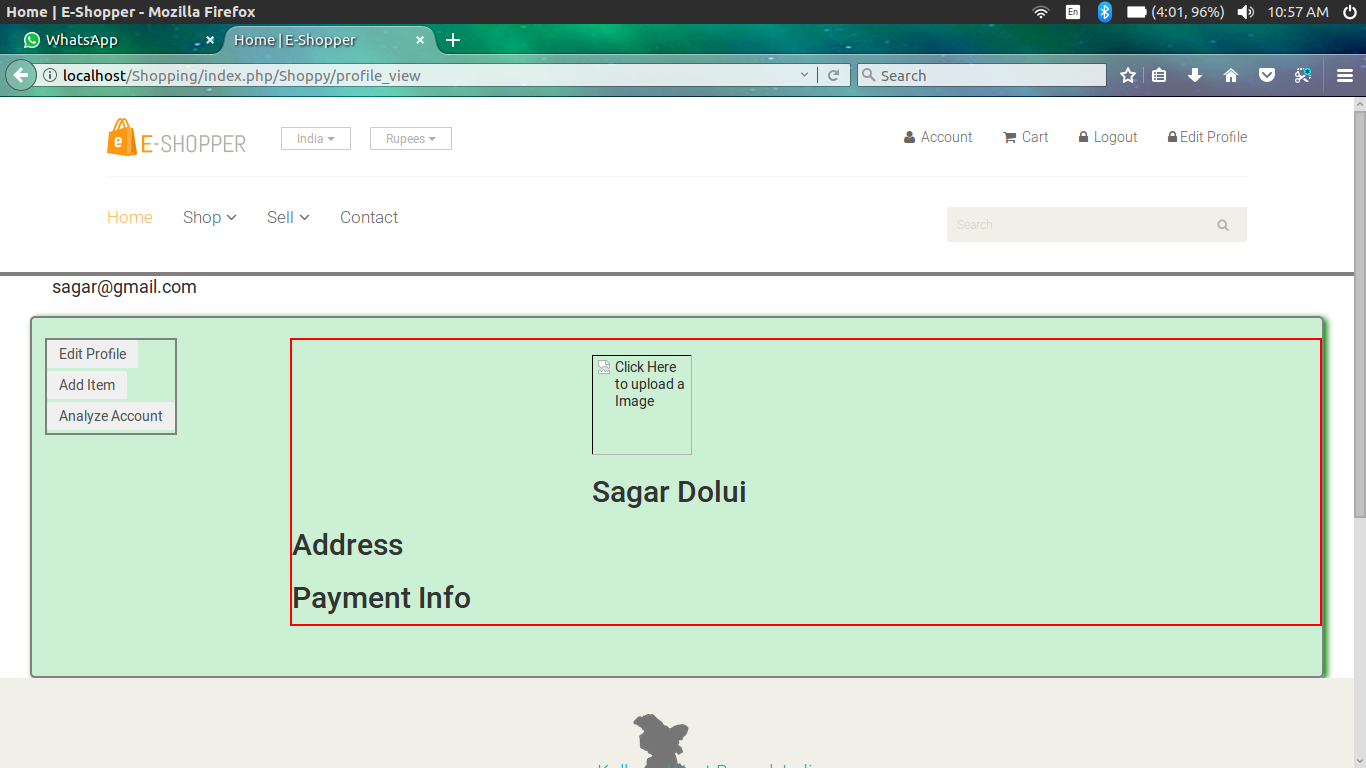 Home | E-Shopper - Mozilla Firefox
En
(4:01, 96%)
10:57 AM
WhatsApp
Home | E-Shopper
localhost/Shopping/index.php/Shoppy/profile_view
Search
e E-SHOPPER
India
Rupees
Account
Cart
Logout
Edit Profile
Home
Shop
Sell
Contact
Search
sagar@gmail.com
Edit Profile
Add Item
Analyze Account
Click Here
to upload a
Image
Sagar Dolui
Address
Payment Info